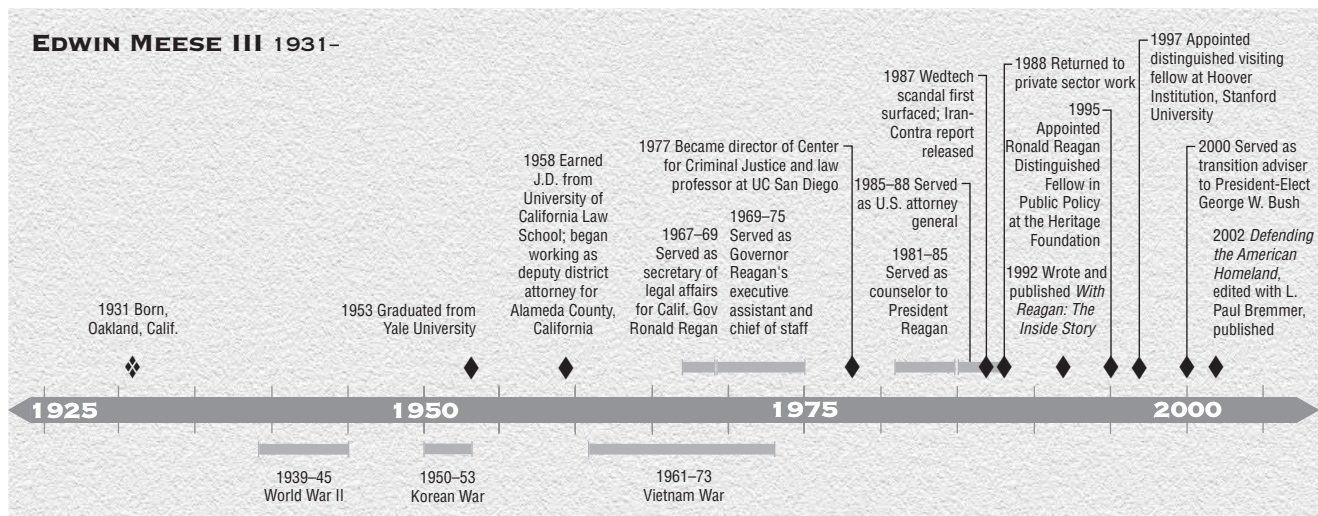 EDWIN MEESE III 1931–
1931 Born,
Oakland, Calif.
1953 Graduated from
Yale University
1958 Earned
J.D. from
University of
California Law
School; began
working as
deputy district
attorney for
Alameda County,
California
1967–69
Served as
secretary of
legal affairs
for Calif. Gov
Ronald Regan
1969–75
Served as
Governor
Reagan's
executive
assistant and
chief of staff
1977 Became director of Center
for Criminal Justice and law
professor at UC San Diego
1981–85
Served as
counselor to
President
Reagan
1985–88 Served
as U.S. attorney
general
1987 Wedtech
scandal first
surfaced; Iran-
Contra report
released
1988 Returned to
private sector work
1992 Wrote and
published With
Reagan: The
Inside Story
1995
Appointed
Ronald Reagan
Distinguished
Fellow in
Public Policy
at the Heritage
Foundation
1997 Appointed
distinguished visiting
fellow at Hoover
Institution, Stanford
University
2000 Served as
transition adviser
to President-Elect
George W. Bush
2002 Defending
the American
Homeland,
edited with L.
Paul Bremmer,
published
1925 1950 1975 2000
1939–45
World War II
1950–53
Korean War
1961–73
Vietnam War